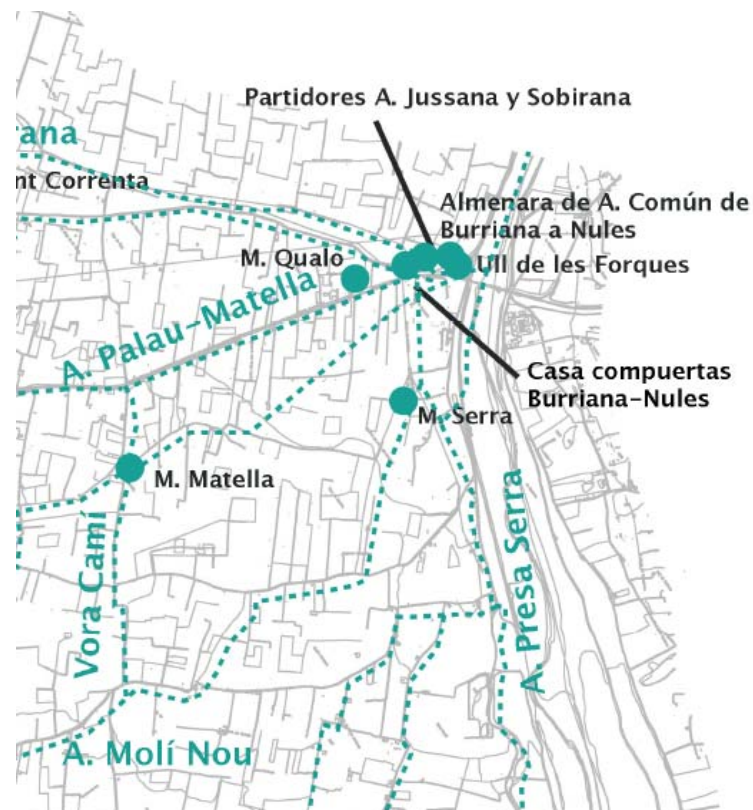 Partidores A. Jussana y Sobirana
ana
nt Correnta
Almenara de A. Común de
Burriana a Nules
M. Qualo
Ull de les Forques
A. Palau-Matella
Casa compuertas
Burriana-Nules
M. Serra
M. Matella
Vora Camí
A. Presa Serra
A. Molí Nou